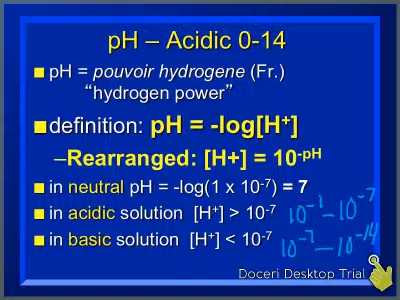 pH – Acidic 0-14
■ pH = pouvoir hydrogene (Fr.)
“hydrogen power”
■ definition: pH = -log[H⁺]
–Rearranged: [H+] = 10⁻ᵖᴴ
■ in neutral pH = -log(1 x 10⁻⁷) = 7
■ in acidic solution [H⁺] > 10⁻⁷ 10⁻¹ – 10⁻⁷
■ in basic solution [H⁺] < 10⁻⁷ 10⁻⁷ – 10⁻¹⁴
Doceri Desktop Trial